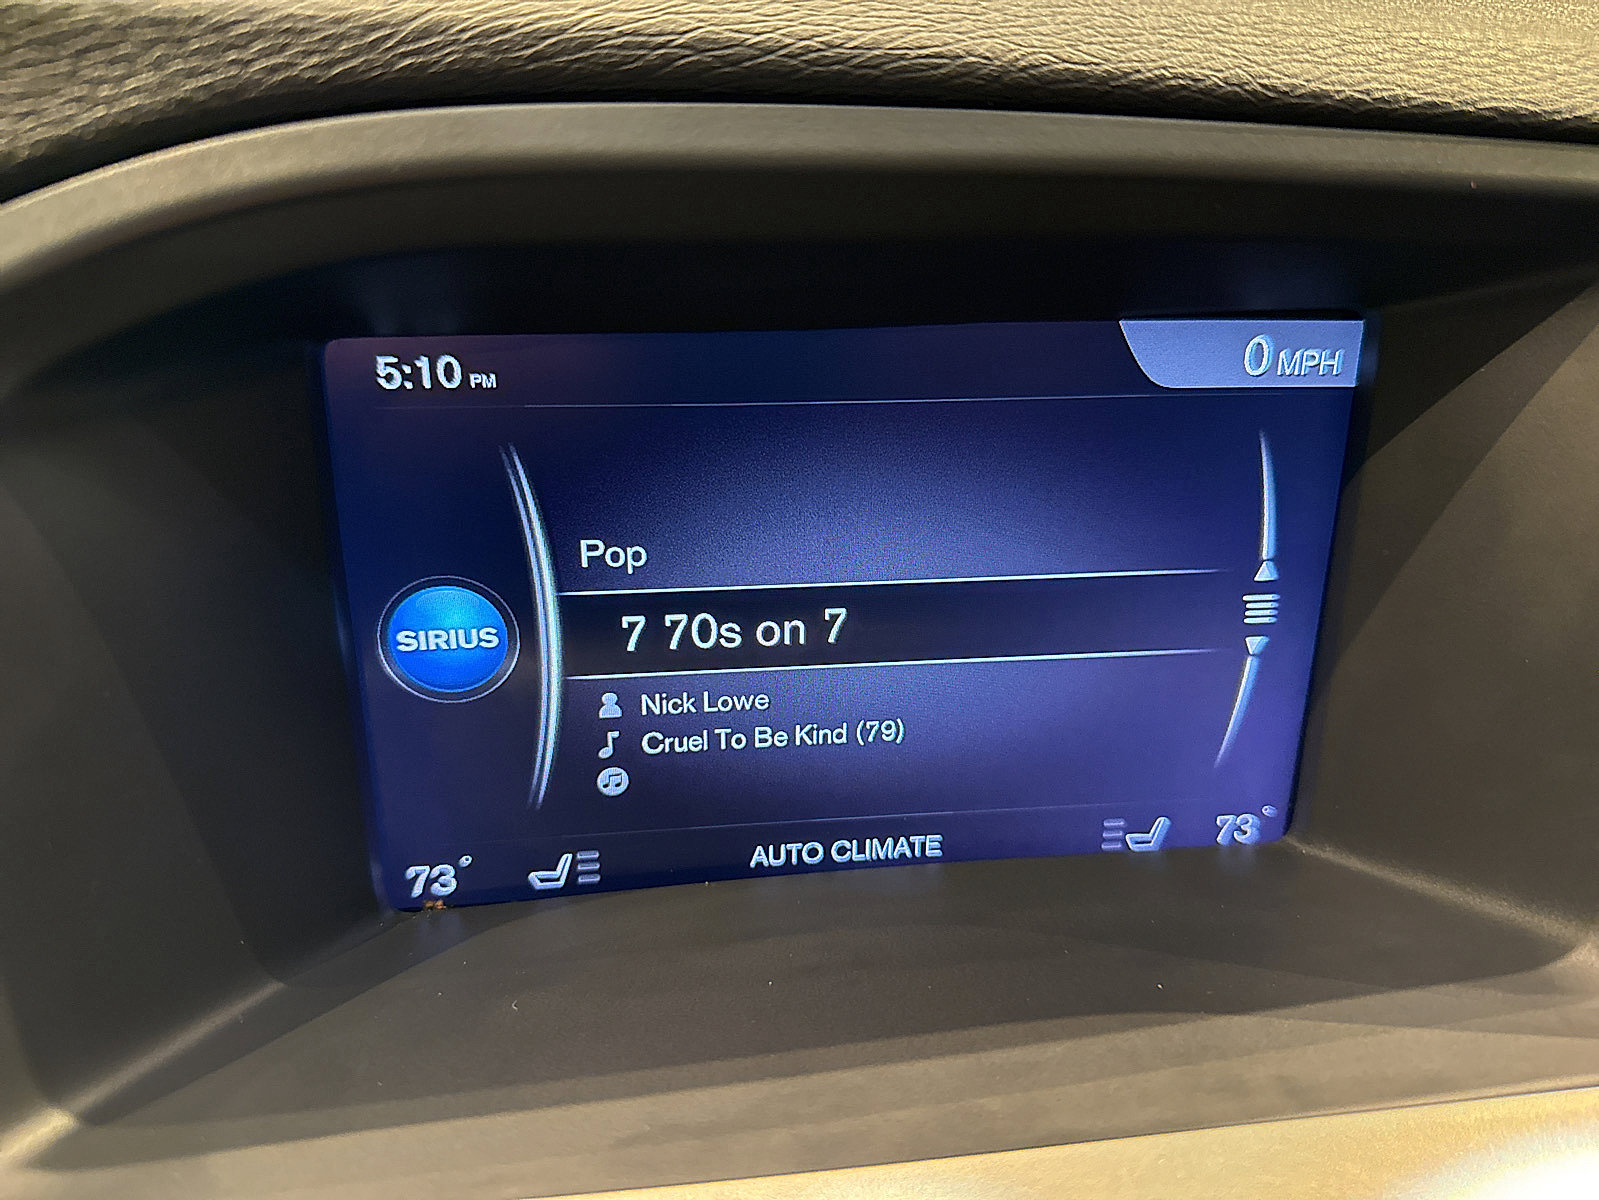 5:10 PM
0 MPH
Pop
SIRIUS
7 70s on 7
Nick Lowe
Cruel To Be Kind (79)
73°
AUTO CLIMATE
73°